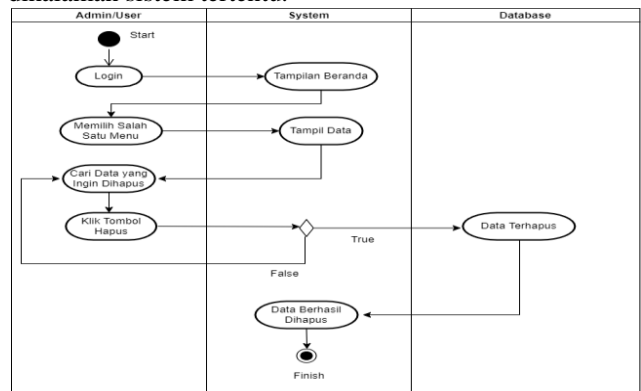 Admin/User
System
Database
Start
Login
Tampilan Beranda
Memilih Salah
Satu Menu
Tampil Data
Cari Data yang
Ingin Dihapus
Klik Tombol
Hapus
True
Data Terhapus
False
Data Berhasil
Dihapus
Finish